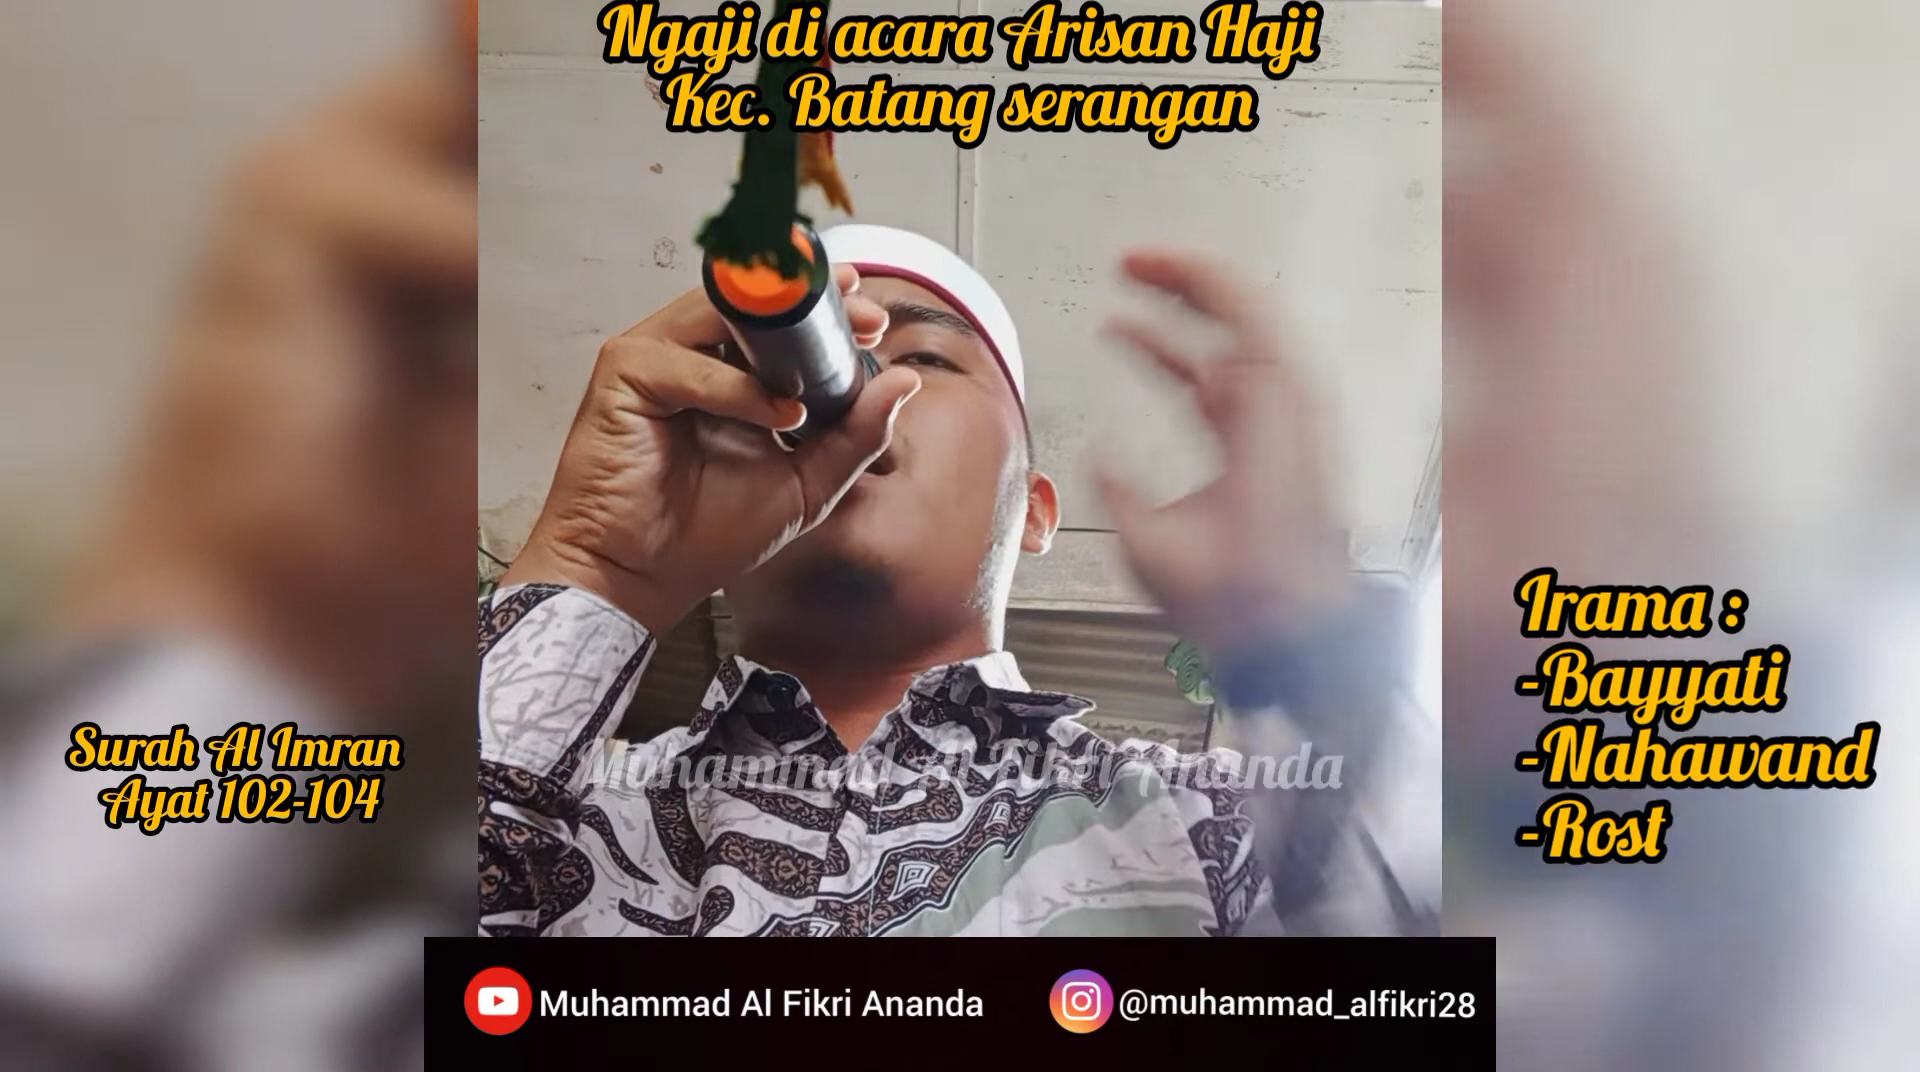 Ngaji di acara Arisan Haji
Kec. Batang serangan
Surah Al Imran
Ayat 102-104
Irama :
-Bayyati
-Nahawand
-Rost
Muhammad Al Fikri Ananda
Muhammad Al Fikri Ananda
@muhammad_alfikri28